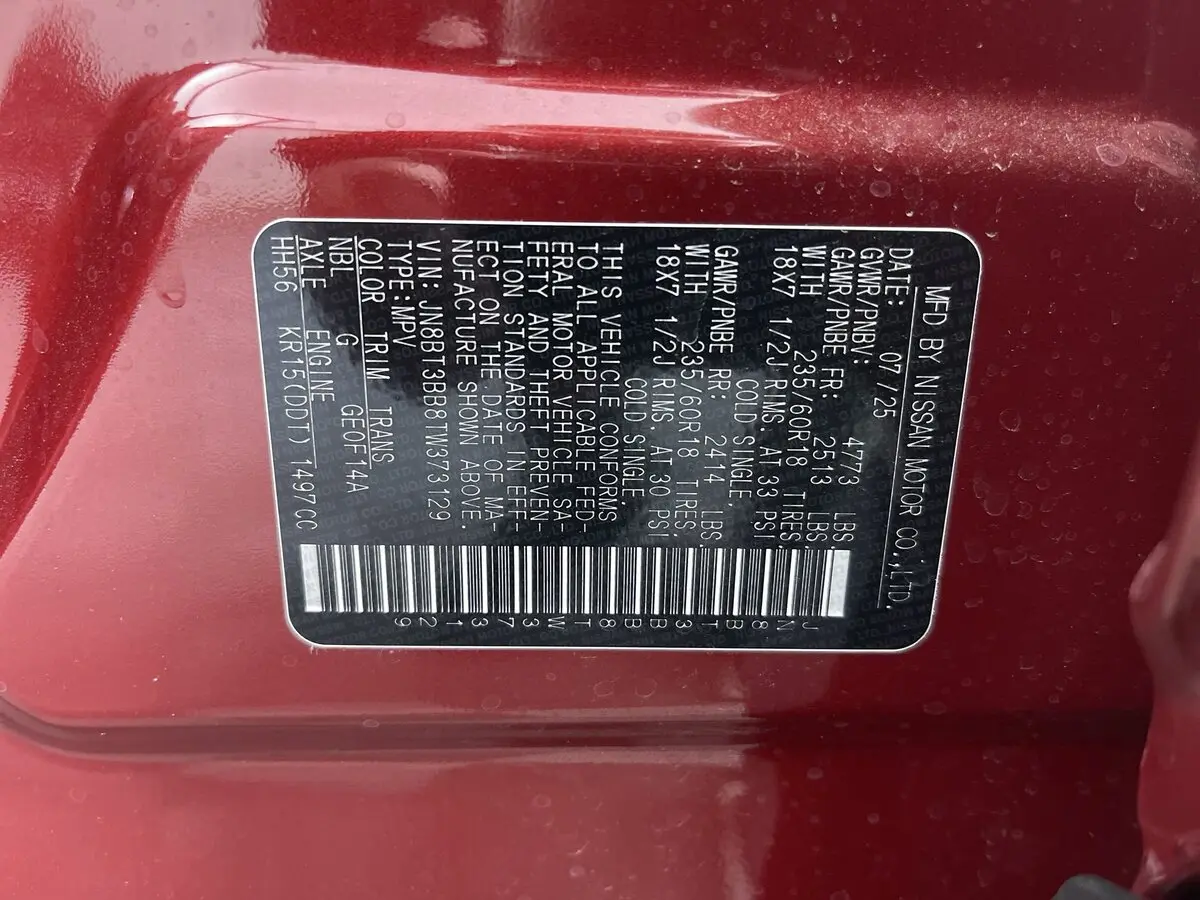 MFD BY NISSAN MOTOR CO.,LTD.
DATE: 07/25
GVWR/PNBV: 4773 LBS.
GAWR/PNBE FR: 2513 LBS.
WITH 235/60R18 TIRES.
18X7 1/2J RIMS. AT 33 PSI
COLD SINGLE,
GAWR/PNBE RR: 2414 LBS.
WITH 235/60R18 TIRES.
18X7 1/2J RIMS. AT 30 PSI
COLD SINGLE
THIS VEHICLE CONFORMS
TO ALL APPLICABLE FED-
ERAL MOTOR VEHICLE SA-
FETY AND THEFT PREVEN-
TION STANDARDS IN EFF-
ECT ON THE DATE OF MA-
NUFACTURE SHOWN ABOVE.
VIN: JN8BT3BB8TW373129
TYPE:MPV
COLOR TRIM TRANS
NBL G GE0F14A
AXLE ENGINE
HH56 KR15(DDT) 1497CC
JN8BT3BB8TW373129